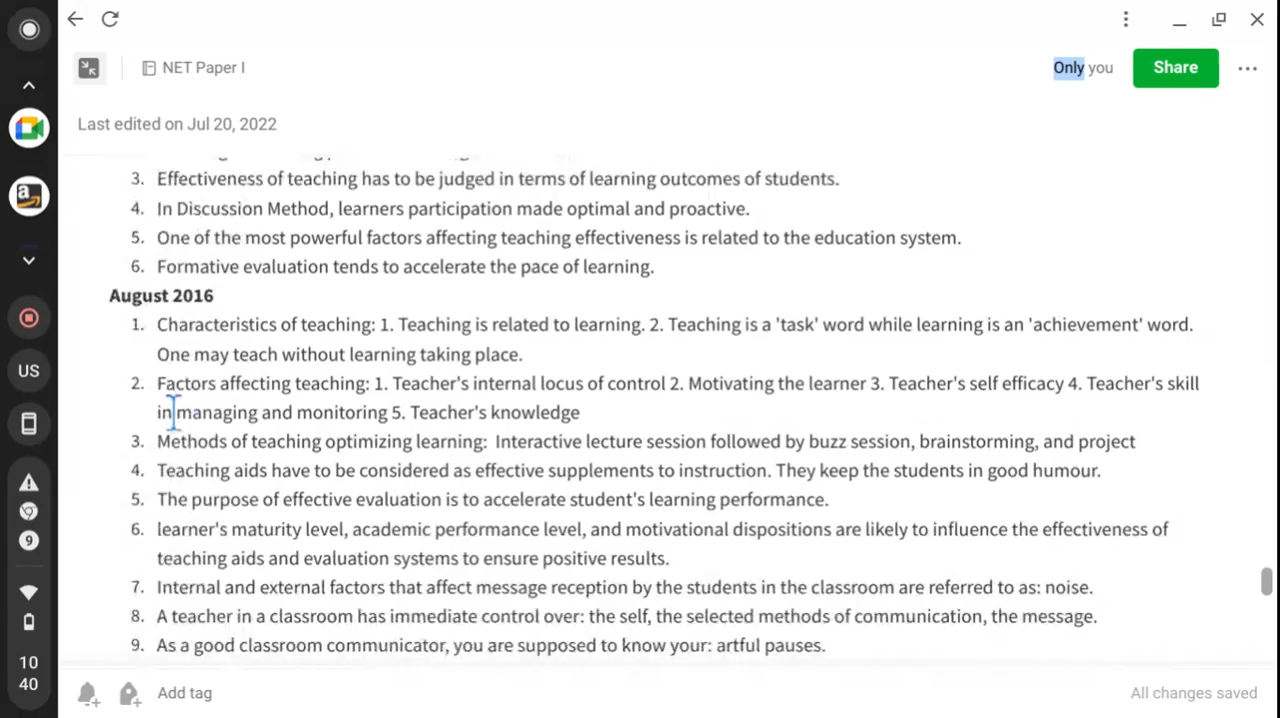 NET Paper I
Only you
Share
Last edited on Jul 20, 2022
3. Effectiveness of teaching has to be judged in terms of learning outcomes of students.
4. In Discussion Method, learners participation made optimal and proactive.
5. One of the most powerful factors affecting teaching effectiveness is related to the education system.
6. Formative evaluation tends to accelerate the pace of learning.
August 2016
1. Characteristics of teaching: 1. Teaching is related to learning. 2. Teaching is a 'task' word while learning is an 'achievement' word.
One may teach without learning taking place.
2. Factors affecting teaching: 1. Teacher's internal locus of control 2. Motivating the learner 3. Teacher's self efficacy 4. Teacher's skill
in managing and monitoring 5. Teacher's knowledge
3. Methods of teaching optimizing learning: Interactive lecture session followed by buzz session, brainstorming, and project
4. Teaching aids have to be considered as effective supplements to instruction. They keep the students in good humour.
5. The purpose of effective evaluation is to accelerate student's learning performance.
6. learner's maturity level, academic performance level, and motivational dispositions are likely to influence the effectiveness of
teaching aids and evaluation systems to ensure positive results.
7. Internal and external factors that affect message reception by the students in the classroom are referred to as: noise.
8. A teacher in a classroom has immediate control over: the self, the selected methods of communication, the message.
9. As a good classroom communicator, you are supposed to know your: artful pauses.
Add tag
All changes saved
a
US
9
10
40